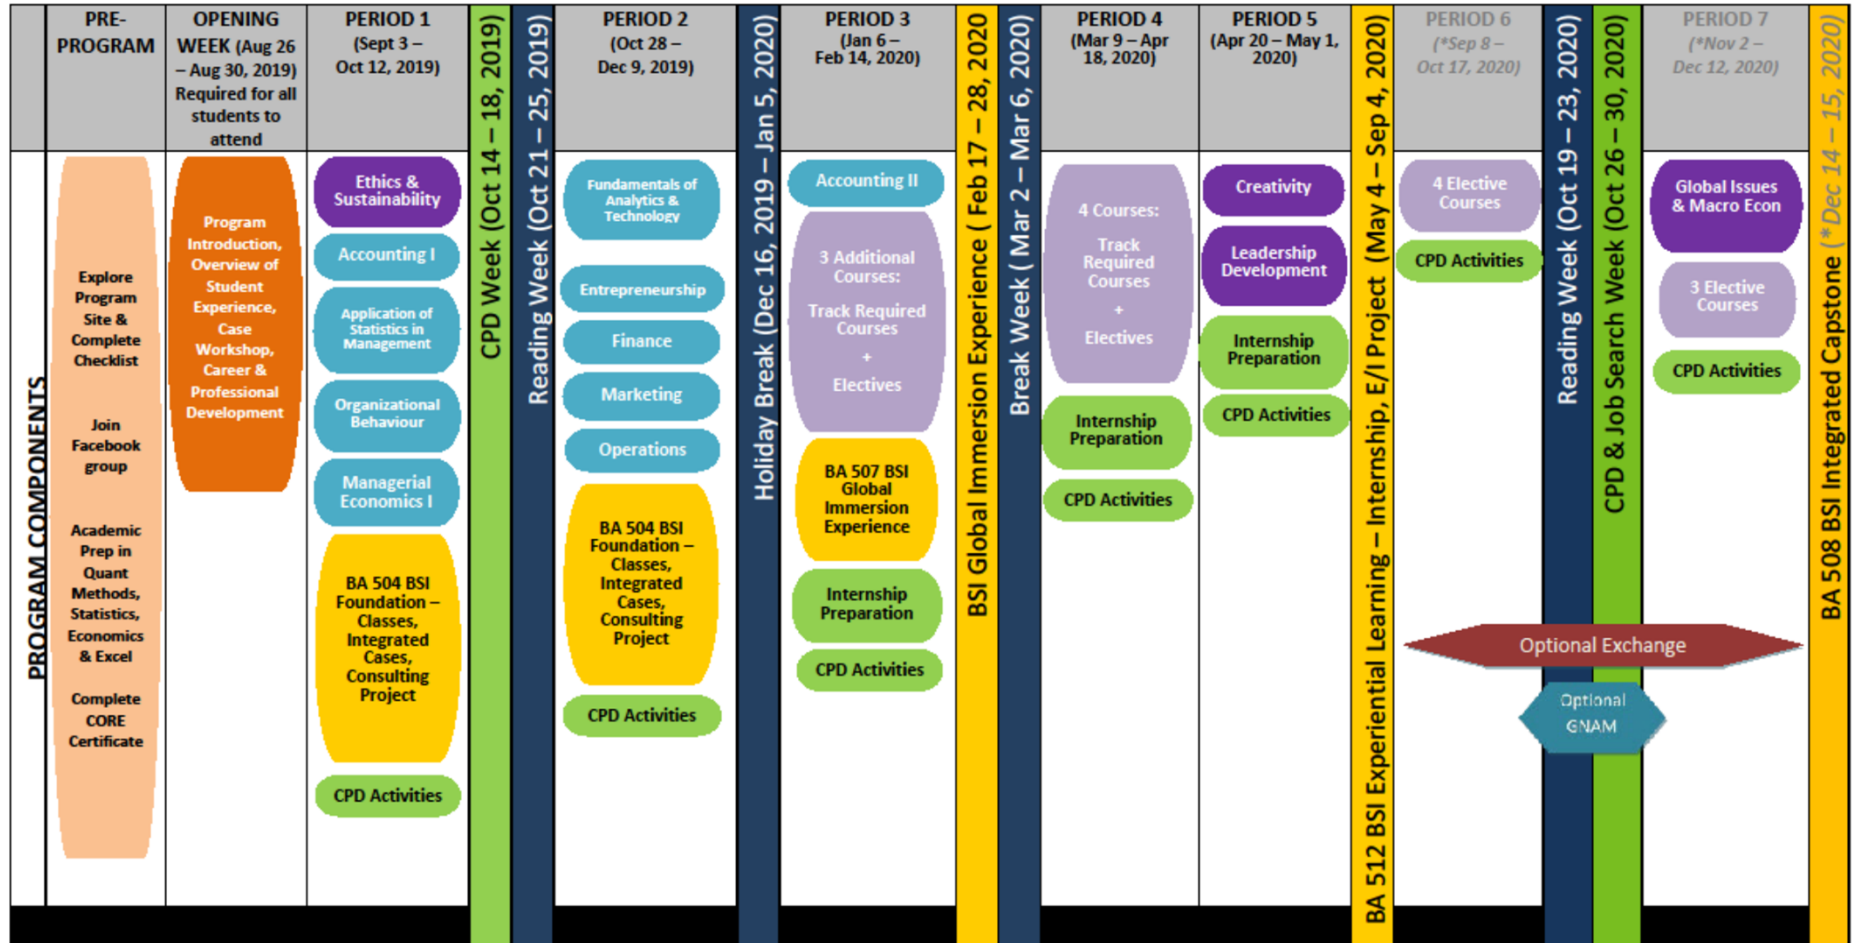 PRE-
PROGRAM
OPENING
WEEK (Aug 26
– Aug 30, 2019)
Required for all
students to
attend
PERIOD 1
(Sept 3 –
Oct 12, 2019)
CPD Week (Oct 14 – 18, 2019)
Reading Week (Oct 21 – 25, 2019)
PERIOD 2
(Oct 28 –
Dec 9, 2019)
Holiday Break (Dec 16, 2019 – Jan 5, 2020)
PERIOD 3
(Jan 6 –
Feb 14, 2020)
BSI Global Immersion Experience ( Feb 17 – 28, 2020
Break Week ( Mar 2 – Mar 6, 2020)
PERIOD 4
(Mar 9 – Apr
18, 2020)
PERIOD 5
(Apr 20 – May 1,
2020)
BA 512 BSI Experiential Learning – Internship, E/I Project (May 4 – Sep 4, 2020)
PERIOD 6
(*Sep 8 –
Oct 17, 2020)
Reading Week (Oct 19 – 23, 2020)
CPD & Job Search Week (Oct 26 – 30, 2020)
PERIOD 7
(*Nov 2 –
Dec 12, 2020)
BA 508 BSI Integrated Capstone (*Dec 14 – 15, 2020)
PROGRAM COMPONENTS
Explore
Program
Site &
Complete
Checklist
Join
Facebook
group
Academic
Prep in
Quant
Methods,
Statistics,
Economics
& Excel
Complete
CORE
Certificate
Program
Introduction,
Overview of
Student
Experience,
Case
Workshop,
Career &
Professional
Development
Ethics &
Sustainability
Accounting I
Application of
Statistics in
Management
Organizational
Behaviour
Managerial
Economics I
BA 504 BSI
Foundation –
Classes,
Integrated
Cases,
Consulting
Project
CPD Activities
Fundamentals of
Analytics &
Technology
Entrepreneurship
Finance
Marketing
Operations
BA 504 BSI
Foundation –
Classes,
Integrated
Cases,
Consulting
Project
CPD Activities
Accounting II
3 Additional
Courses:
Track Required
Courses
+
Electives
BA 507 BSI
Global
Immersion
Experience
Internship
Preparation
CPD Activities
4 Courses:
Track
Required
Courses
+
Electives
Internship
Preparation
CPD Activities
Creativity
Leadership
Development
Internship
Preparation
CPD Activities
4 Elective
Courses
CPD Activities
Global Issues
& Macro Econ
3 Elective
Courses
CPD Activities
Optional Exchange
Optional
GNAM